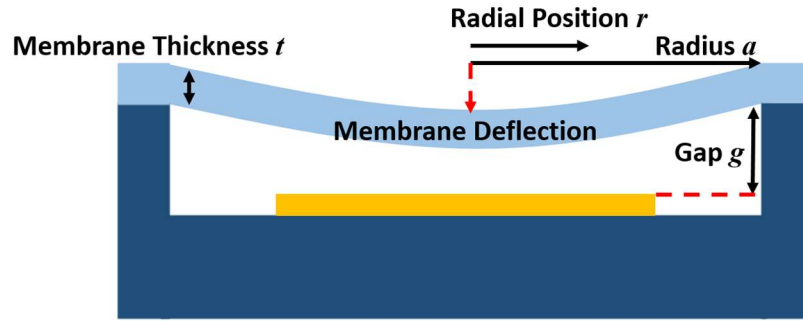 Radial Position r
Membrane Thickness t
Radius a
Membrane Deflection
Gap g